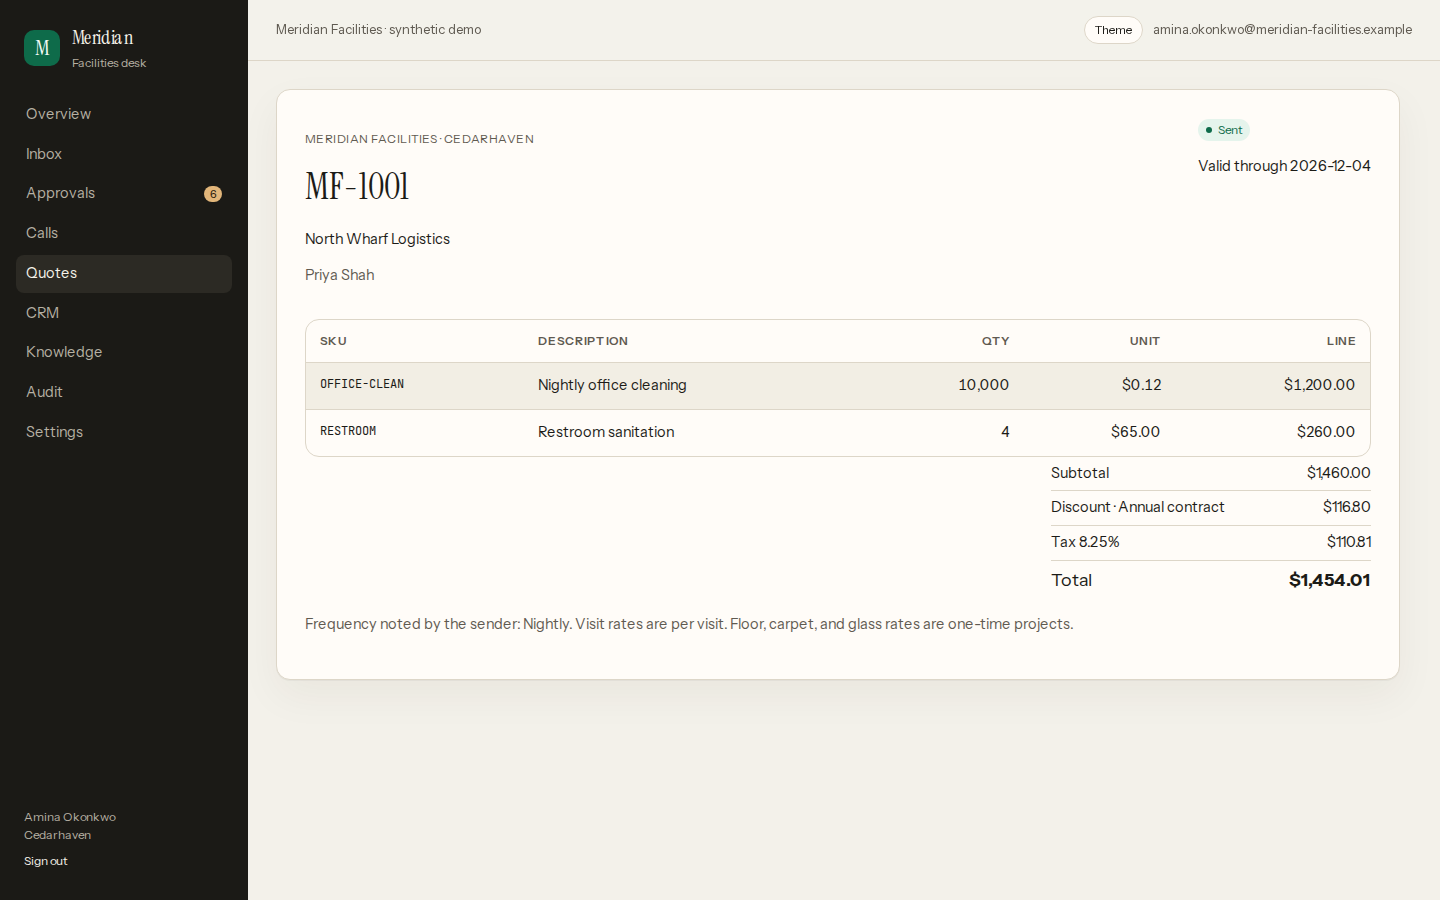 M
Meridian
Facilities desk
Overview
Inbox
Approvals 6
Calls
Quotes
CRM
Knowledge
Audit
Settings
Amina Okonkwo
Cedarhaven
Sign out
Meridian Facilities · synthetic demo
Theme
amina.okonkwo@meridian-facilities.example
MERIDIAN FACILITIES · CEDARHAVEN
MF-1001
North Wharf Logistics
Priya Shah
Sent
Valid through 2026-12-04
SKU DESCRIPTION QTY UNIT LINE
OFFICE-CLEAN Nightly office cleaning 10,000 $0.12 $1,200.00
RESTROOM Restroom sanitation 4 $65.00 $260.00
Subtotal $1,460.00
Discount · Annual contract $116.80
Tax 8.25% $110.81
Total $1,454.01
Frequency noted by the sender: Nightly. Visit rates are per visit. Floor, carpet, and glass rates are one-time projects.